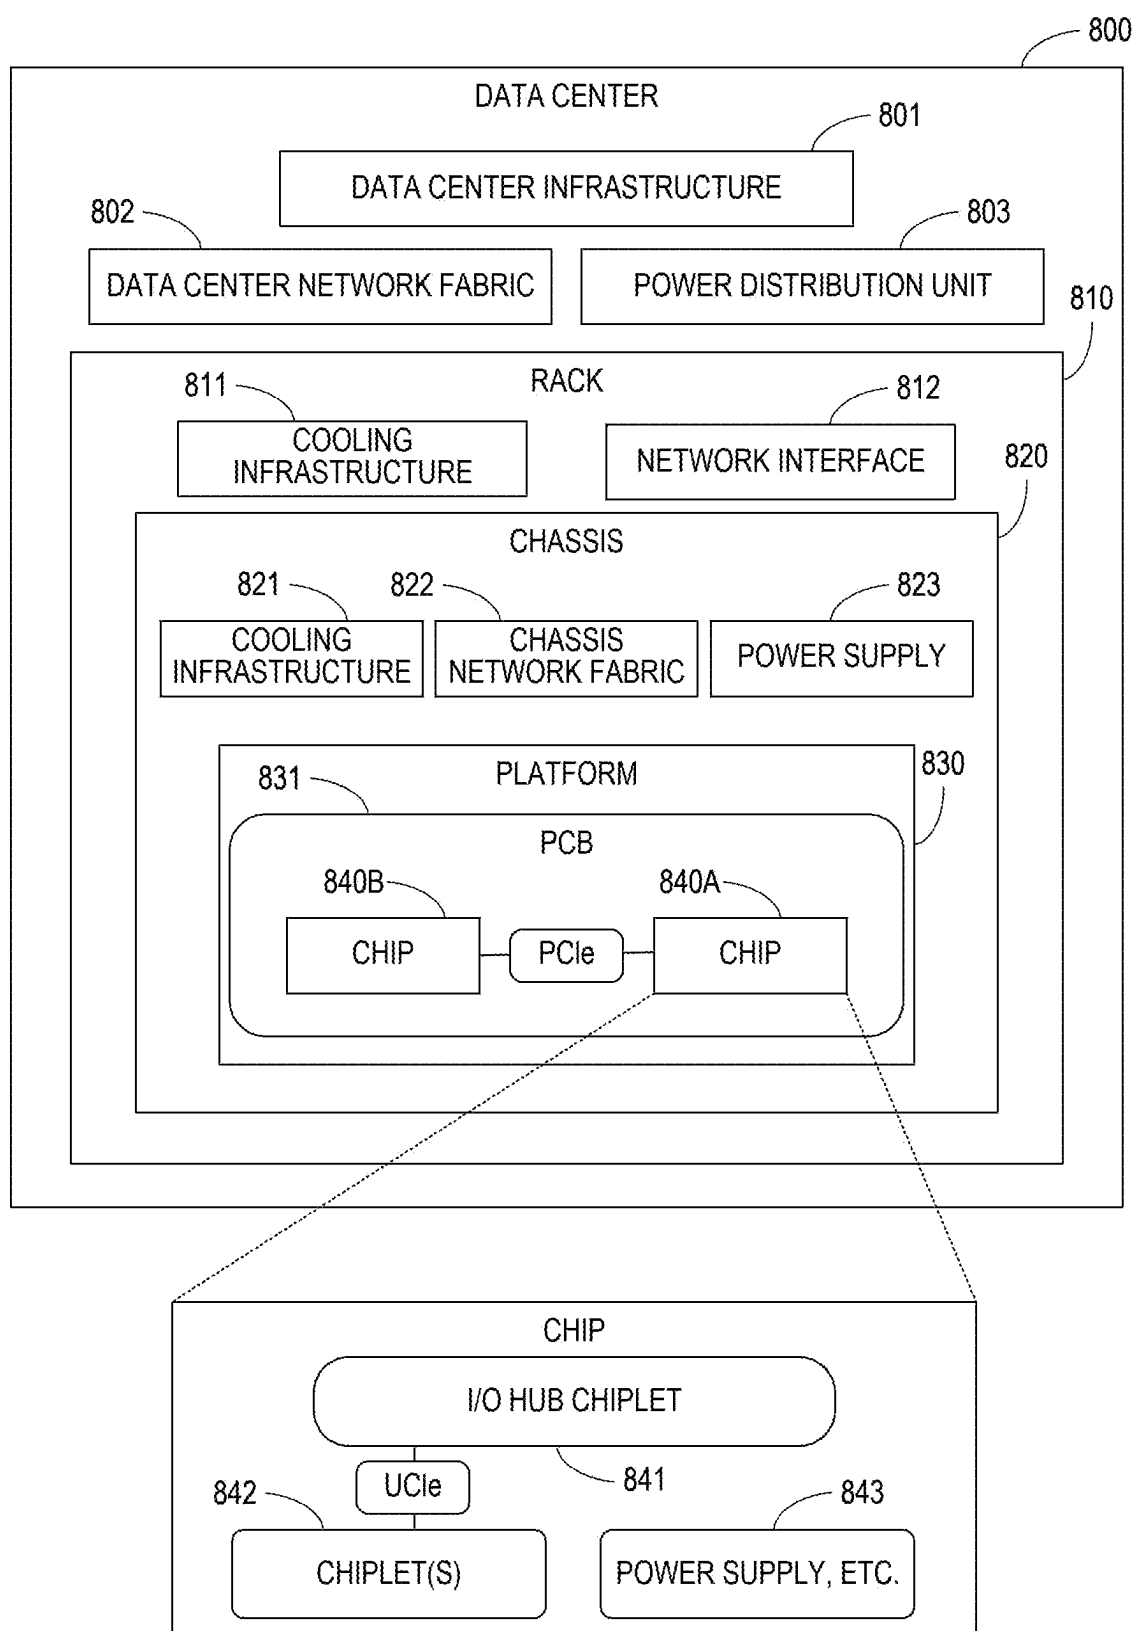 800
DATA CENTER
801
DATA CENTER INFRASTRUCTURE
802
803
DATA CENTER NETWORK FABRIC
POWER DISTRIBUTION UNIT
810
RACK
811
812
COOLING
INFRASTRUCTURE
NETWORK INTERFACE
820
CHASSIS
821
822
823
COOLING
INFRASTRUCTURE
CHASSIS
NETWORK FABRIC
POWER SUPPLY
830
PLATFORM
831
PCB
840B
840A
CHIP
PCIe
CHIP
CHIP
I/O HUB CHIPLET
841
UCIe
842
843
CHIPLET(S)
POWER SUPPLY, ETC.